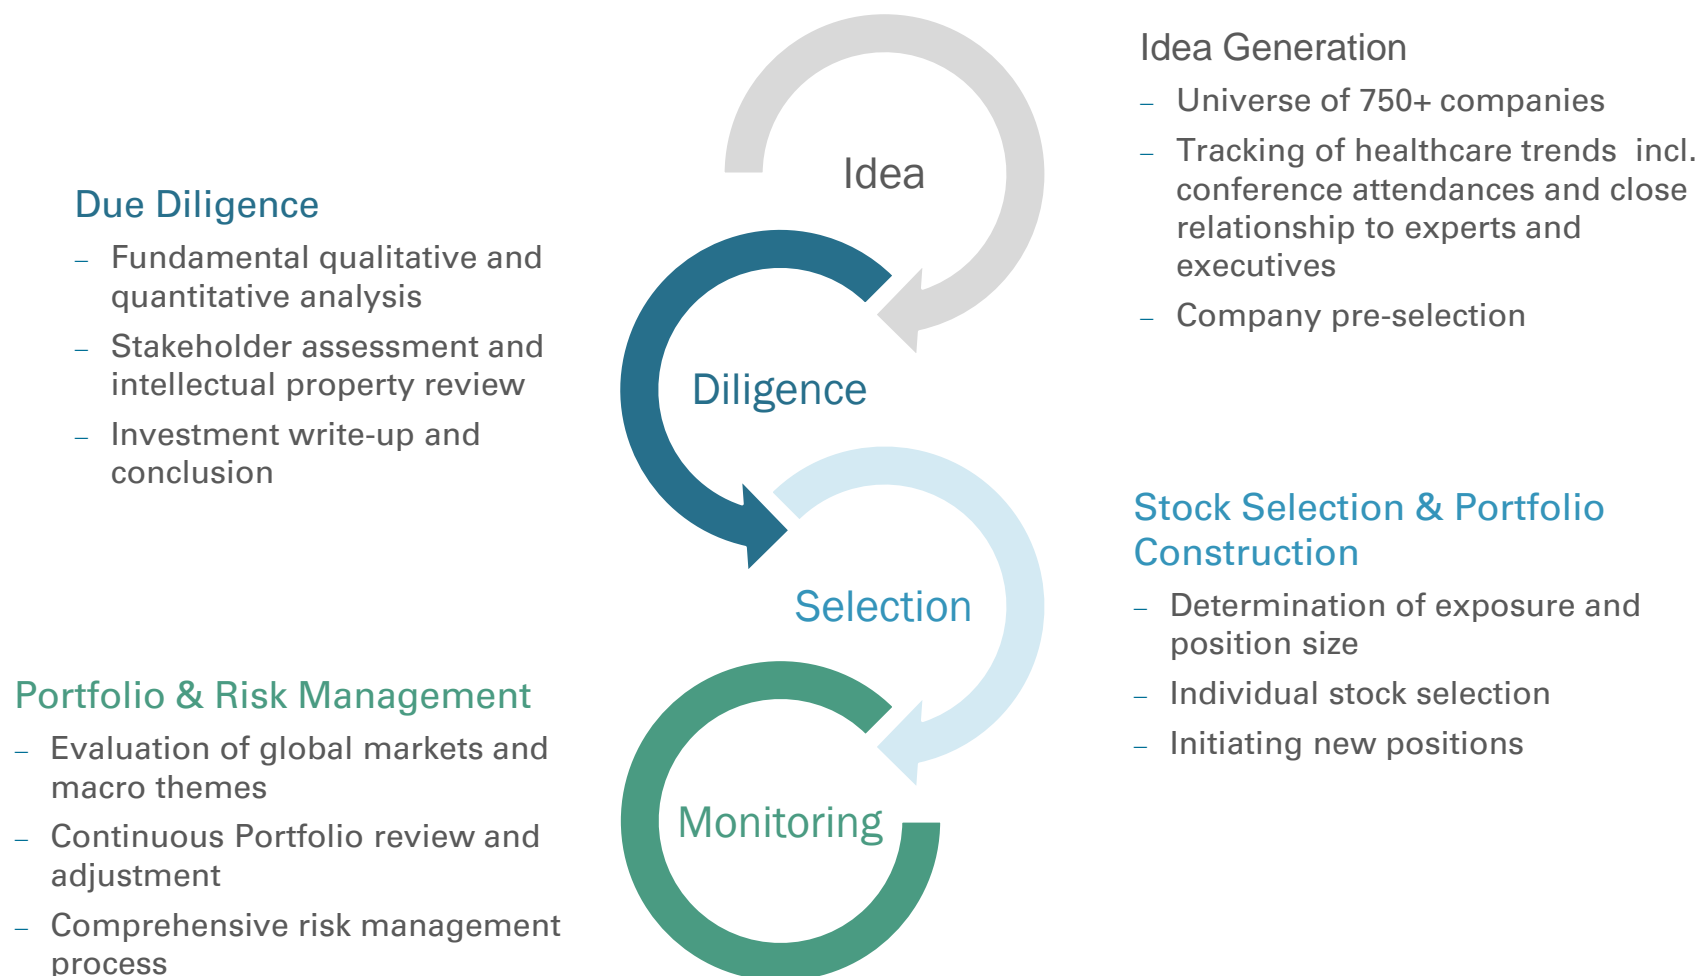 Idea Generation
– Universe of 750+ companies
– Tracking of healthcare trends  incl.
conference attendances and close
relationship to experts and
executives
– Company pre-selection
Idea
Due Diligence
– Fundamental qualitative and
quantitative analysis
– Stakeholder assessment and
intellectual property review
– Investment write-up and
conclusion
Diligence
Stock Selection & Portfolio
Construction
– Determination of exposure and
position size
– Individual stock selection
– Initiating new positions
Selection
Portfolio & Risk Management
– Evaluation of global markets and
macro themes
– Continuous Portfolio review and
adjustment
– Comprehensive risk management
process
Monitoring